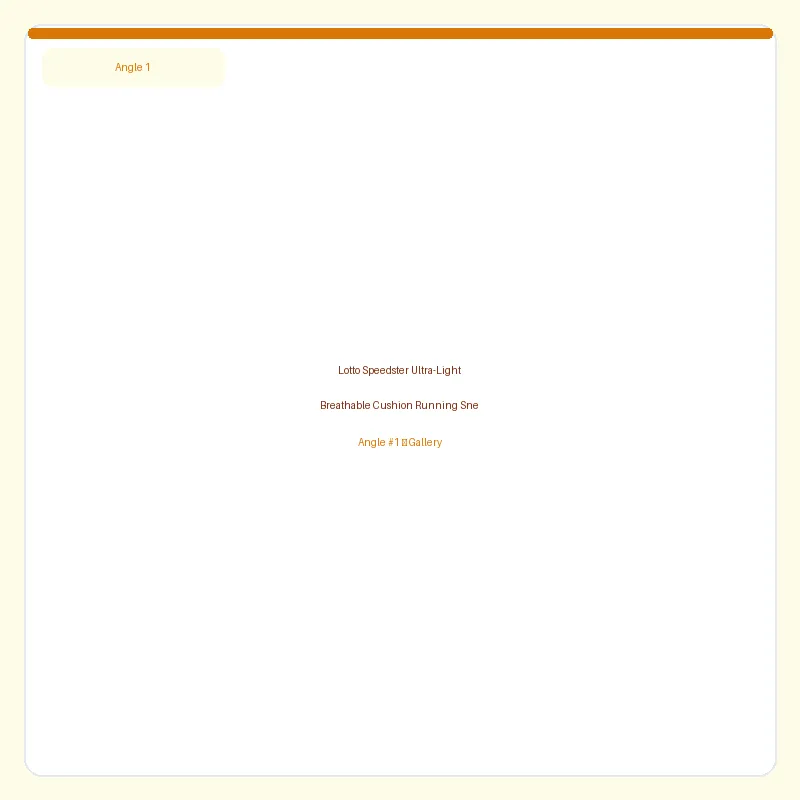 Angle 1
Lotto Speedster Ultra-Light
Breathable Cushion Running Sne
Angle #1 Gallery